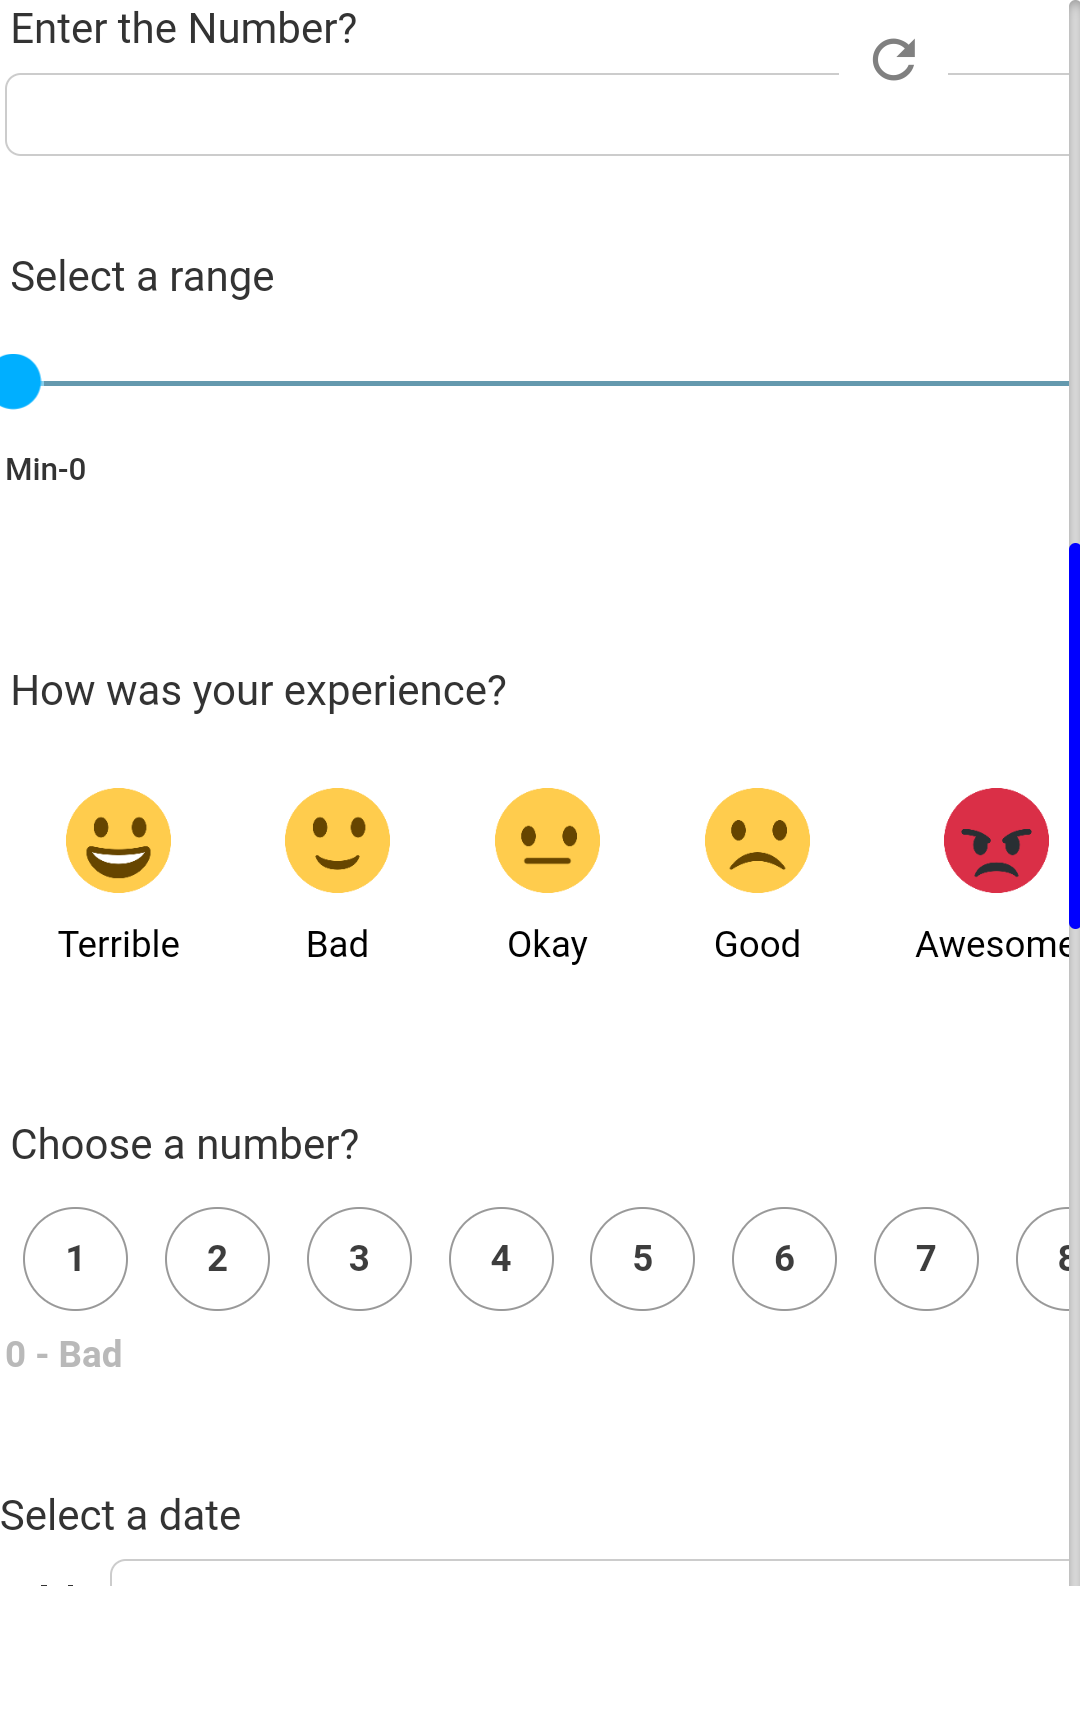 Enter the Number?
Select a range
Min-0
How was your experience?
Terrible Bad Okay Good Awesome
Choose a number?
1 2 3 4 5 6 7 8
0 - Bad
Select a date